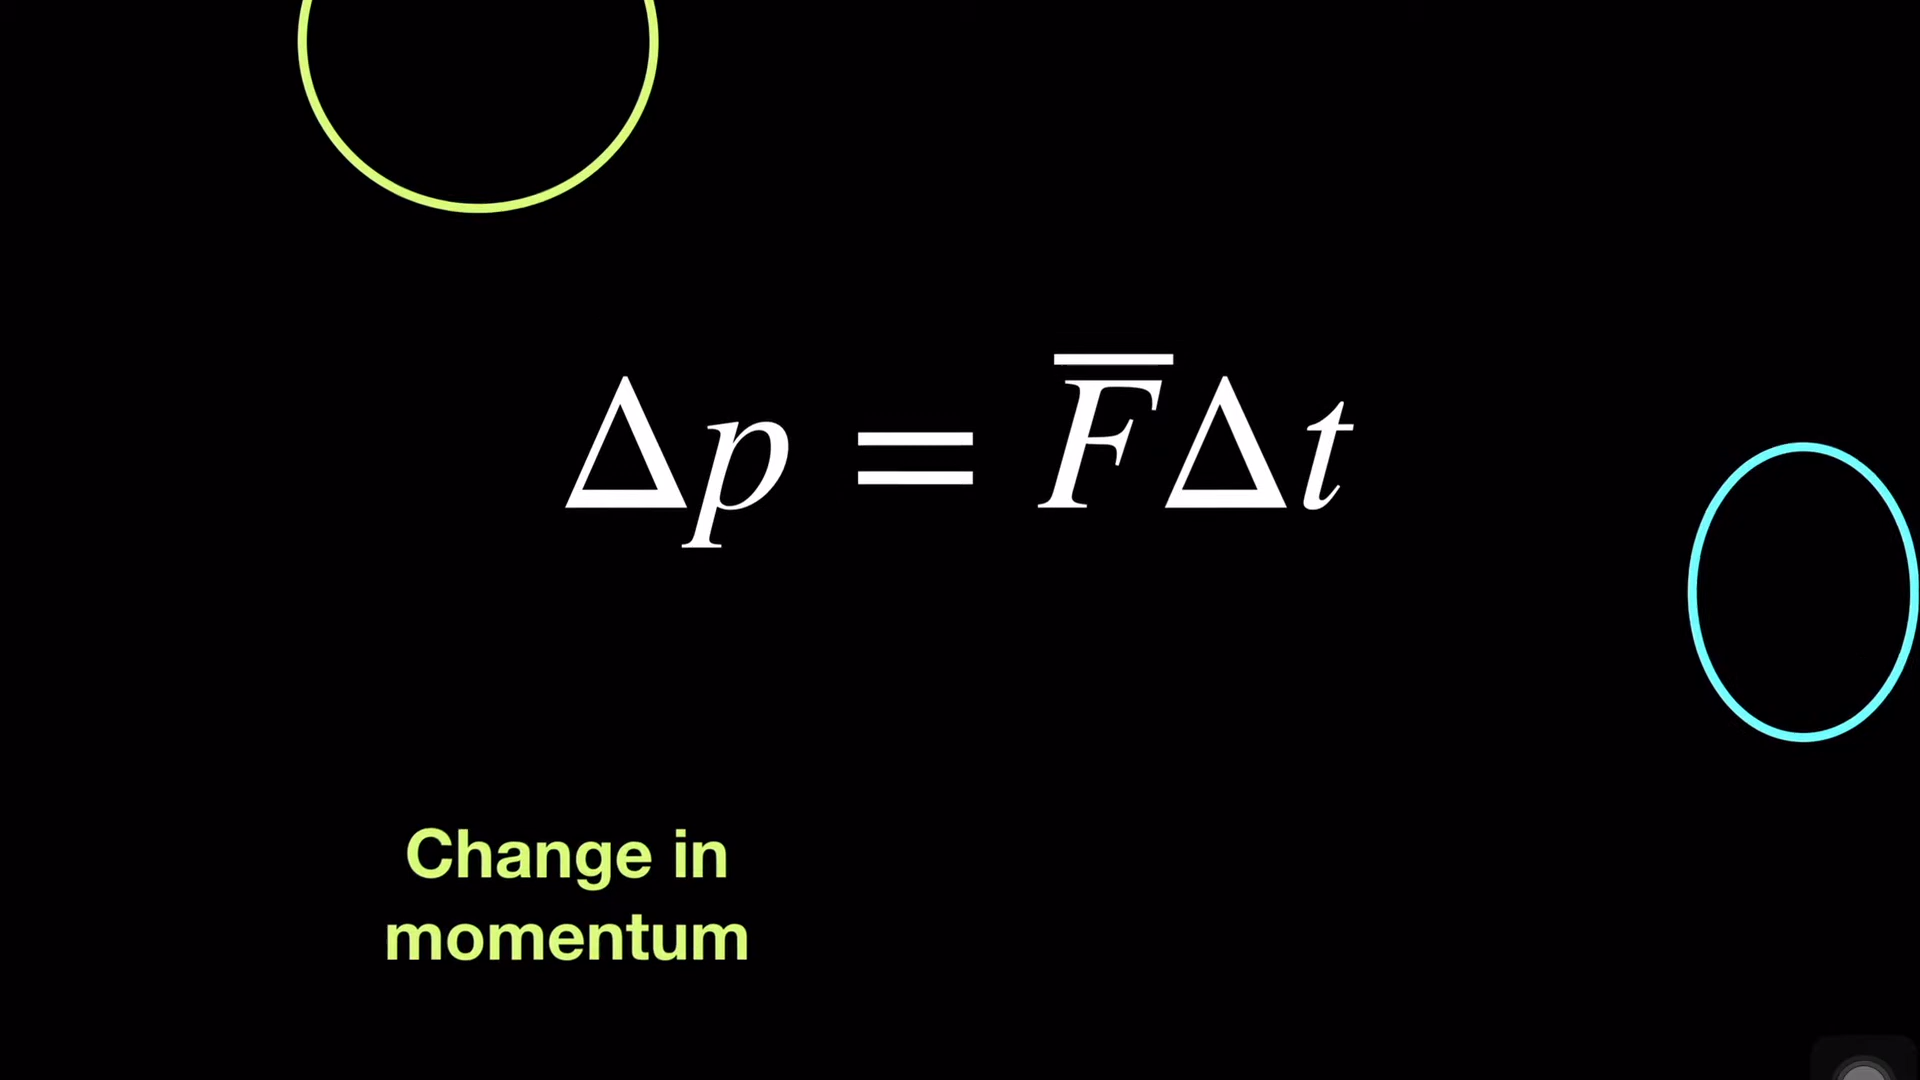 Δp = F̅Δt
Change in
momentum